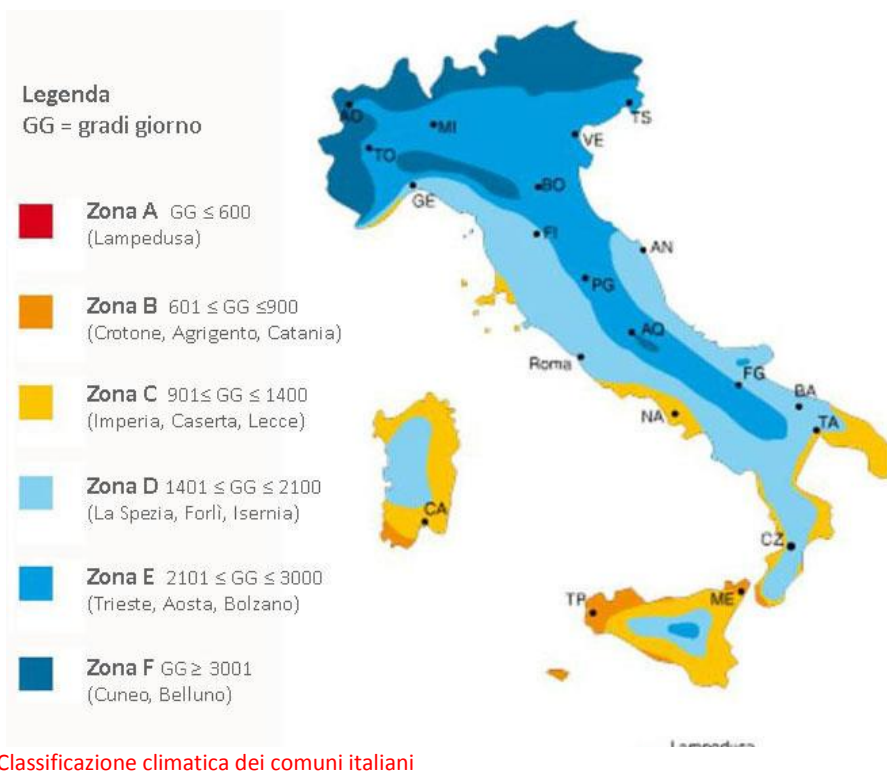 Legenda
GG = gradi giorno
Zona A GG ≤ 600
(Lampedusa)
Zona B 601 ≤ GG ≤900
(Crotone, Agrigento, Catania)
Zona C 901≤ GG ≤ 1400
(Imperia, Caserta, Lecce)
Zona D 1401 ≤ GG ≤ 2100
(La Spezia, Forlì, Isernia)
Zona E 2101 ≤ GG ≤ 3000
(Trieste, Aosta, Bolzano)
Zona F GG ≥ 3001
(Cuneo, Belluno)
AO
MI
TS
TO
VE
GE
BO
FI
AN
PG
AQ
Roma
FG
BA
NA
TA
CA
CZ
TP
ME
Lampedusa
Classificazione climatica dei comuni italiani